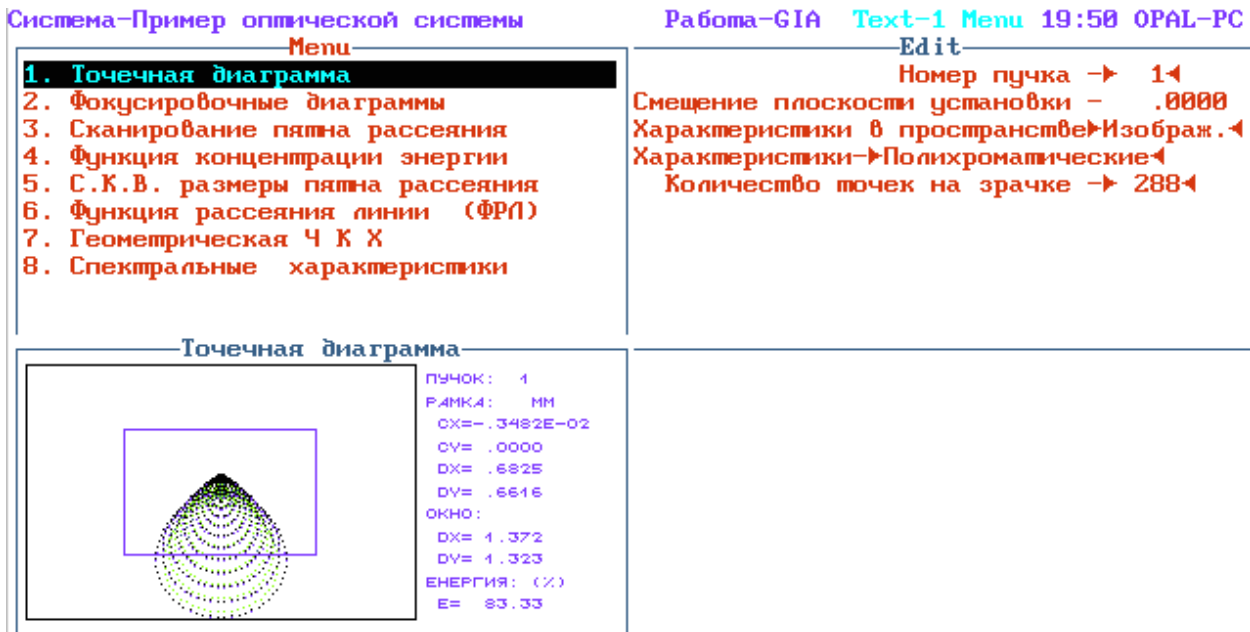 Система-Пример оптической системы Работа-GIA Text-1 Menu 19:50 OPAL-PC
Menu
1. Точечная диаграмма
2. Фокусировочные диаграммы
3. Сканирование пятна рассеяния
4. Функция концентрации энергии
5. С.К.В. размеры пятна рассеяния
6. Функция рассеяния линии (ФРЛ)
7. Геометрическая Ч К Х
8. Спектральные характеристики
Edit
Номер пучка -► 1◄
Смещение плоскости установки - .0000
Характеристики в пространстве►Изображ.◄
Характеристики-►Полихроматические◄
Количество точек на зрачке -► 288◄
Точечная диаграмма
ПУЧОК: 1
РАМКА: ММ
CX=-.3482E-02
CY= .0000
DX= .6825
DY= .6616
ОКНО:
DX= 1.372
DY= 1.323
ЕНЕРГИЯ: (%)
E= 83.33